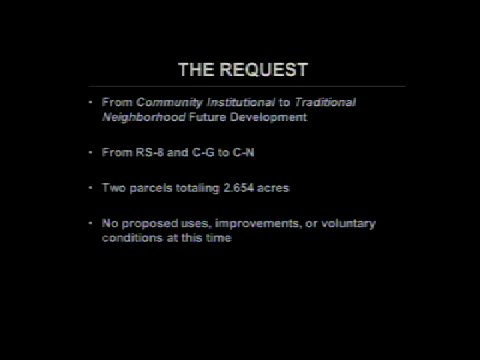 THE REQUEST
• From Community Institutional to Traditional
Neighborhood Future Development
• From RS-8 and C-G to C-N
• Two parcels totaling 2.654 acres
• No proposed uses, improvements, or voluntary
conditions at this time